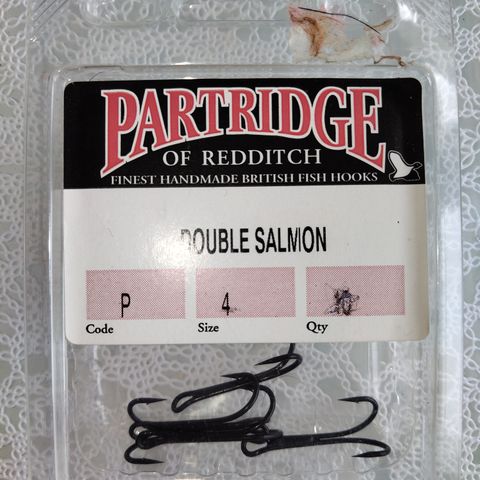 PARTRIDGE
OF REDDITCH
FINEST HANDMADE BRITISH FISH HOOKS
DOUBLE SALMON
P 4
Code Size Qty